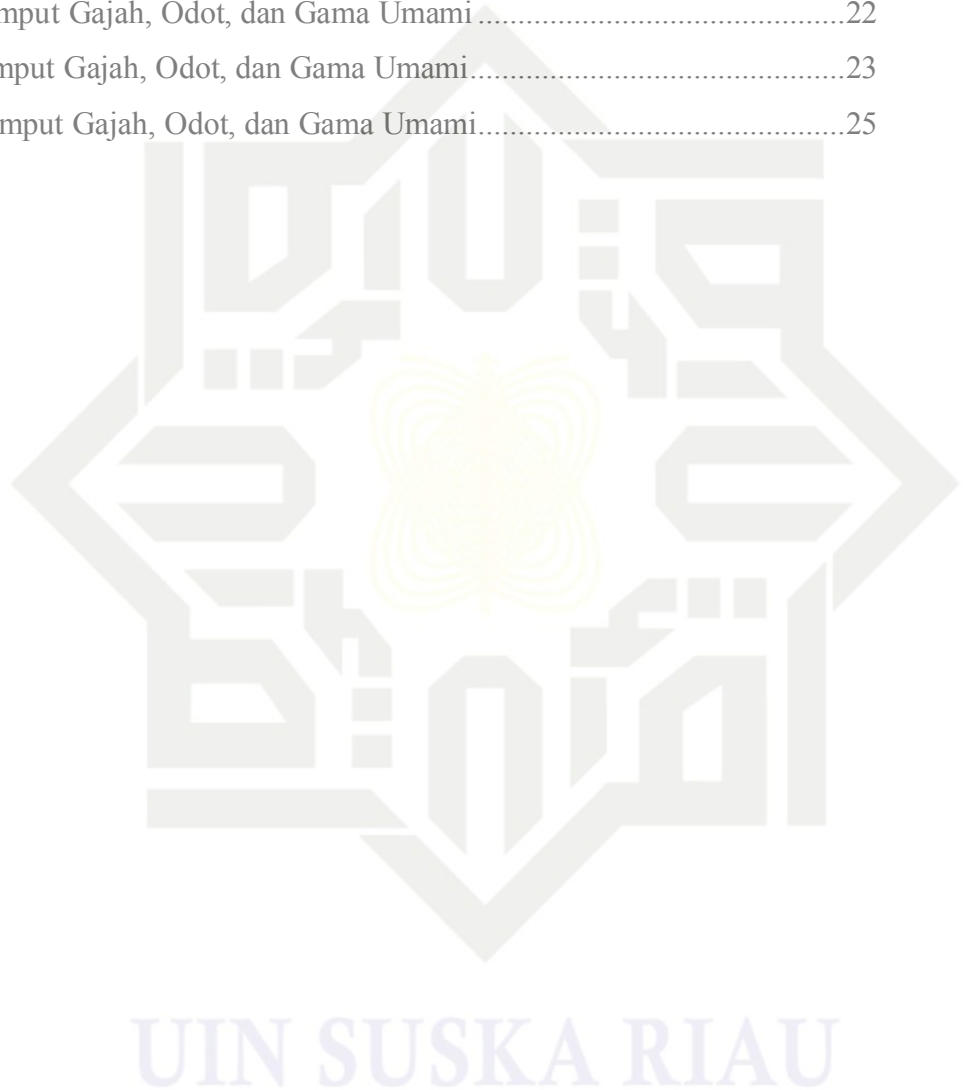 mput Gajah, Odot, dan Gama Umami.............................................22
mput Gajah, Odot, dan Gama Umami.............................................23
mput Gajah, Odot, dan Gama Umami.............................................25
UIN SUSKA RIAU